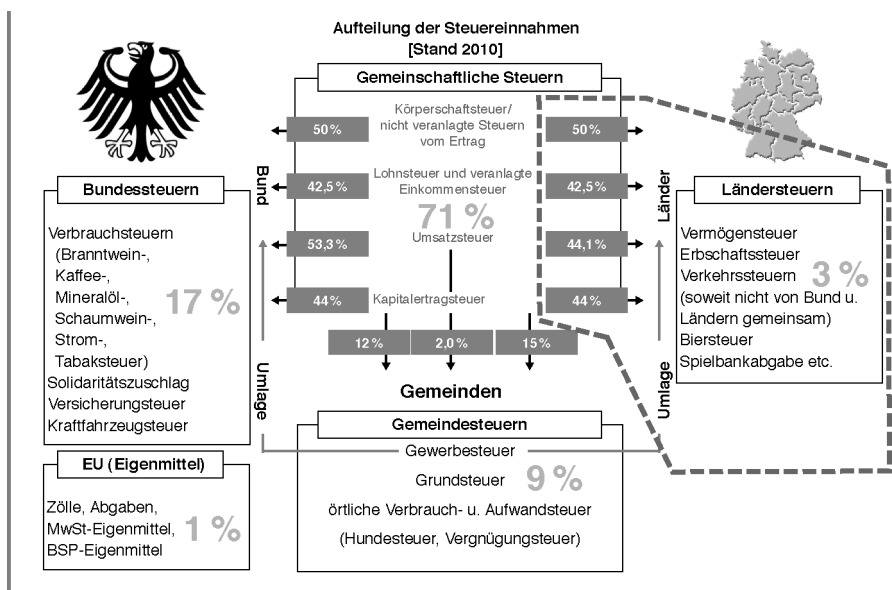 Aufteilung der Steuereinnahmen
[Stand 2010]
Gemeinschaftliche Steuern
Körperschaftsteuer/
nicht veranlagte Steuern
vom Ertrag
50 %
50 %
Lohnsteuer und veranlagte
Einkommensteuer
42,5 %
42,5 %
71 %
Umsatzsteuer
53,3 %
44,1 %
Kapitalertragsteuer
44 %
44 %
12 %
2,0 %
15 %
Bund
Länder
Umlage
Umlage
Bundessteuern
Verbrauchsteuern
(Branntwein-,
Kaffee-,
Mineralöl-,
Schaumwein-,
Strom-,
Tabaksteuer)
17 %
Solidaritätszuschlag
Versicherungsteuer
Kraftfahrzeugsteuer
Ländersteuern
Vermögensteuer
Erbschaftssteuer
Verkehrssteuern
3 %
(soweit nicht von Bund u.
Ländern gemeinsam)
Biersteuer
Spielbankabgabe etc.
EU (Eigenmittel)
Zölle, Abgaben,
MwSt-Eigenmittel,
BSP-Eigenmittel
1 %
Gemeinden
Gemeindesteuern
Gewerbesteuer
Grundsteuer
9 %
örtliche Verbrauch- u. Aufwandsteuer
(Hundesteuer, Vergnügungsteuer)